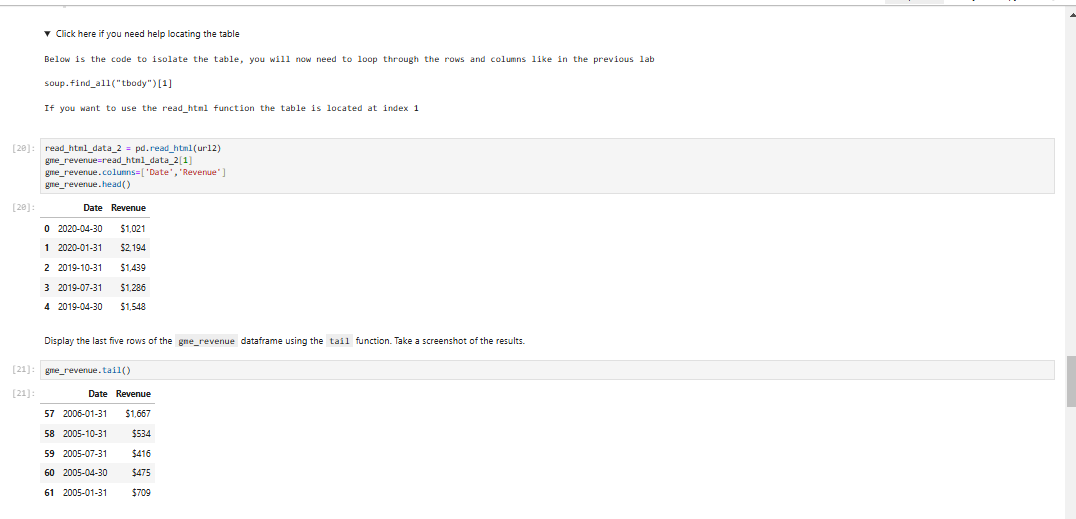 ▼ Click here if you need help locating the table
Below is the code to isolate the table, you will now need to loop through the rows and columns like in the previous lab
soup.find_all("tbody")[1]
If you want to use the read_html function the table is located at index 1
[20]: read_html_data_2 = pd.read_html(url2)
gme_revenue=read_html_data_2[1]
gme_revenue.columns=['Date','Revenue']
gme_revenue.head()
[20]: Date Revenue
0 2020-04-30 $1,021
1 2020-01-31 $2,194
2 2019-10-31 $1,439
3 2019-07-31 $1,286
4 2019-04-30 $1,548
Display the last five rows of the gme_revenue dataframe using the tail function. Take a screenshot of the results.
[21]: gme_revenue.tail()
[21]: Date Revenue
57 2006-01-31 $1,667
58 2005-10-31 $534
59 2005-07-31 $416
60 2005-04-30 $475
61 2005-01-31 $709